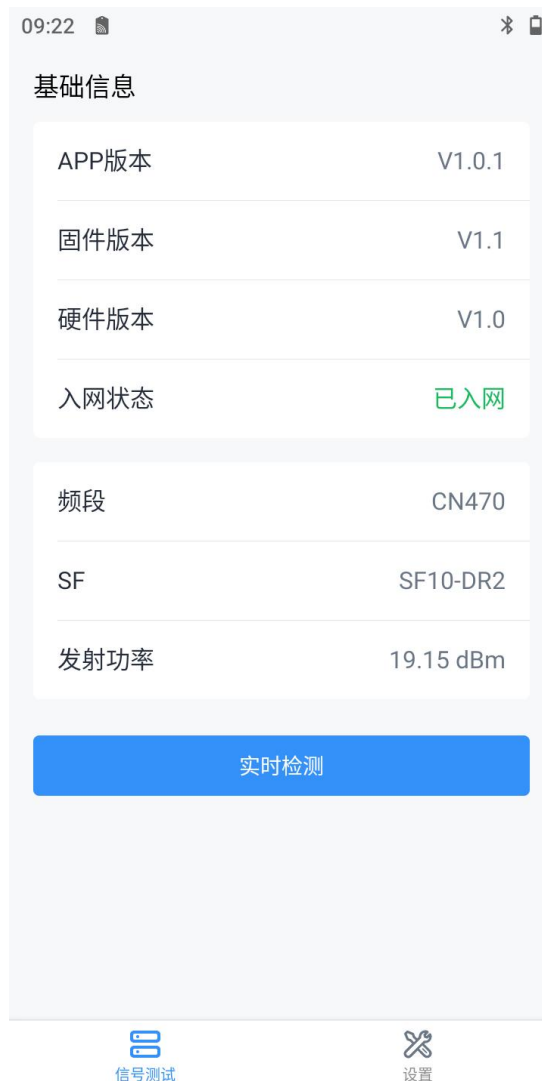 09:22
基础信息
APP版本 V1.0.1
固件版本 V1.1
硬件版本 V1.0
入网状态 已入网
频段 CN470
SF SF10-DR2
发射功率 19.15 dBm
实时检测
信号测试 设置